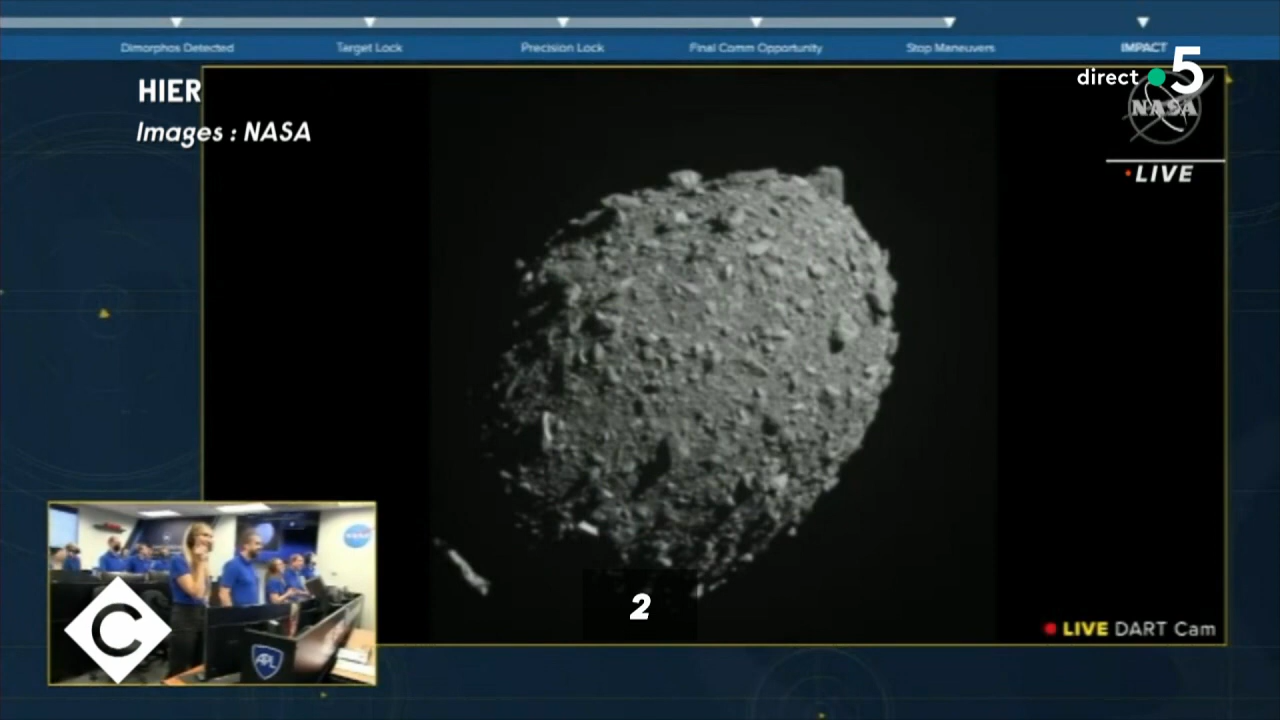 Dimorphos Detected
Target Lock
Precision Lock
Final Comm Opportunity
Stop Maneuvers
IMPACT
HIER
Images : NASA
direct 5
NASA
LIVE
2
LIVE DART Cam
C
APL
NASA